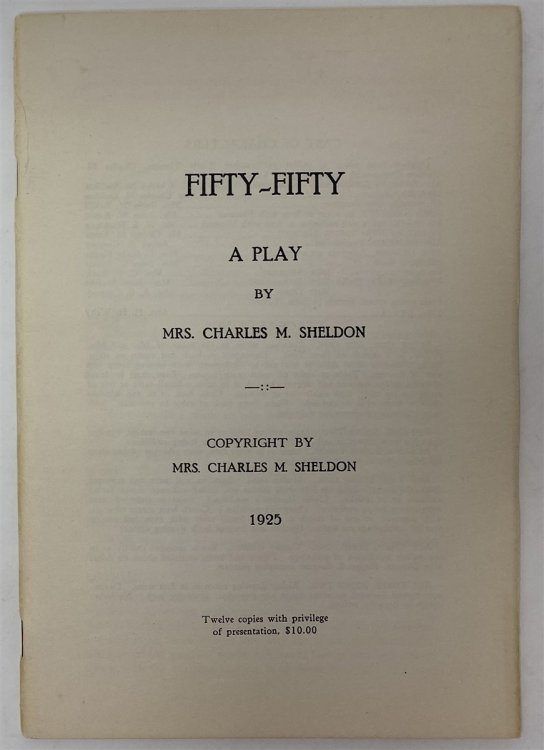 FIFTY-FIFTY
A PLAY
BY
MRS. CHARLES M. SHELDON
—::—
COPYRIGHT BY
MRS. CHARLES M. SHELDON
1925
Twelve copies with privilege
of presentation, $10.00